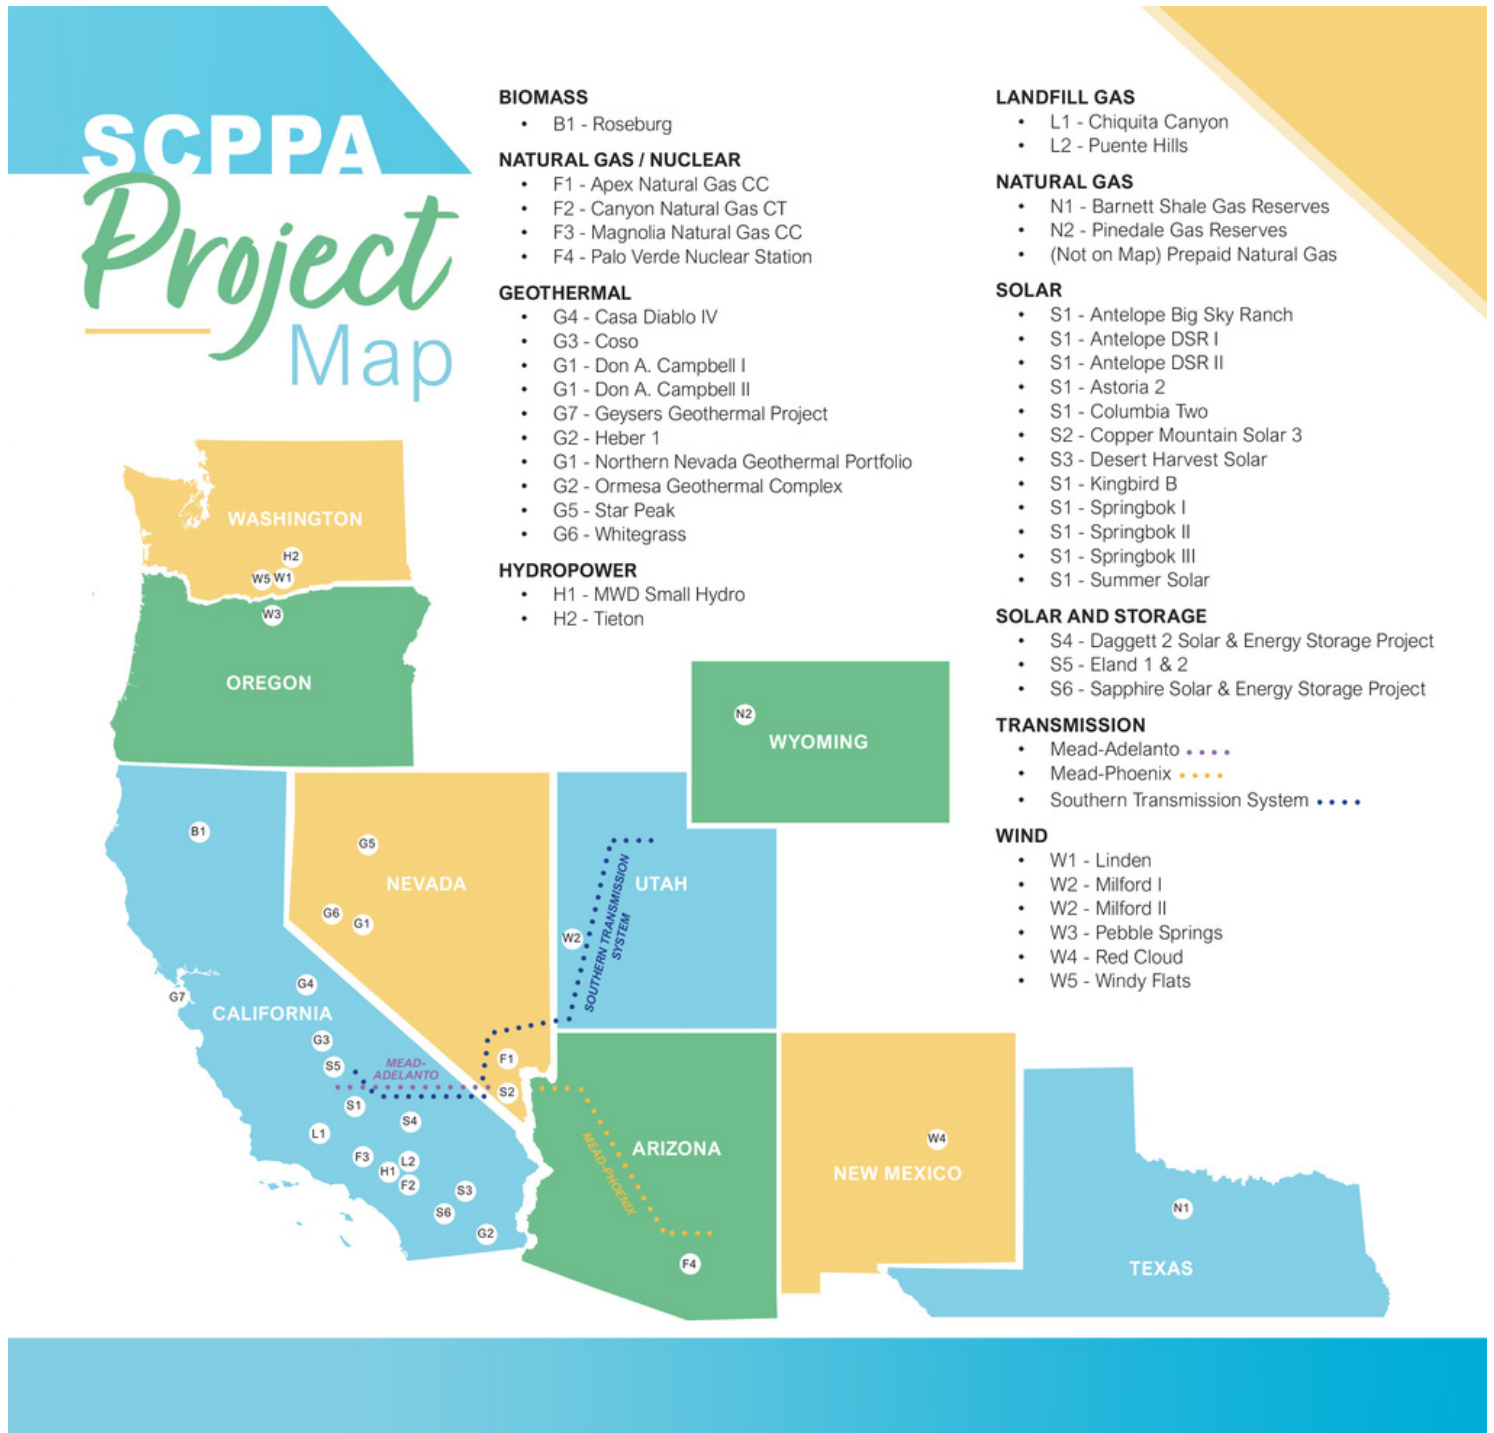 SCPPA
Project
Map
BIOMASS
• B1 - Roseburg
NATURAL GAS / NUCLEAR
• F1 - Apex Natural Gas CC
• F2 - Canyon Natural Gas CT
• F3 - Magnolia Natural Gas CC
• F4 - Palo Verde Nuclear Station
GEOTHERMAL
• G4 - Casa Diablo IV
• G3 - Coso
• G1 - Don A. Campbell I
• G1 - Don A. Campbell II
• G7 - Geysers Geothermal Project
• G2 - Heber 1
• G1 - Northern Nevada Geothermal Portfolio
• G2 - Ormesa Geothermal Complex
• G5 - Star Peak
• G6 - Whitegrass
HYDROPOWER
• H1 - MWD Small Hydro
• H2 - Tieton
LANDFILL GAS
• L1 - Chiquita Canyon
• L2 - Puente Hills
NATURAL GAS
• N1 - Barnett Shale Gas Reserves
• N2 - Pinedale Gas Reserves
• (Not on Map) Prepaid Natural Gas
SOLAR
• S1 - Antelope Big Sky Ranch
• S1 - Antelope DSR I
• S1 - Antelope DSR II
• S1 - Astoria 2
• S1 - Columbia Two
• S2 - Copper Mountain Solar 3
• S3 - Desert Harvest Solar
• S1 - Kingbird B
• S1 - Springbok I
• S1 - Springbok II
• S1 - Springbok III
• S1 - Summer Solar
SOLAR AND STORAGE
• S4 - Daggett 2 Solar & Energy Storage Project
• S5 - Eland 1 & 2
• S6 - Sapphire Solar & Energy Storage Project
TRANSMISSION
• Mead-Adelanto
• Mead-Phoenix
• Southern Transmission System
WIND
• W1 - Linden
• W2 - Milford I
• W2 - Milford II
• W3 - Pebble Springs
• W4 - Red Cloud
• W5 - Windy Flats
WASHINGTON
H2
W5 W1
W3
OREGON
N2
WYOMING
B1
G5
NEVADA
G6
G1
UTAH
W2
SOUTHERN TRANSMISSION
SYSTEM
G4
G7
CALIFORNIA
G3
S5
MEAD-
ADELANTO
F1
S2
S1
S4
L1
F3
L2
H1
F2
S3
S6
G2
ARIZONA
MEAD-PHOENIX
F4
W4
NEW MEXICO
N1
TEXAS